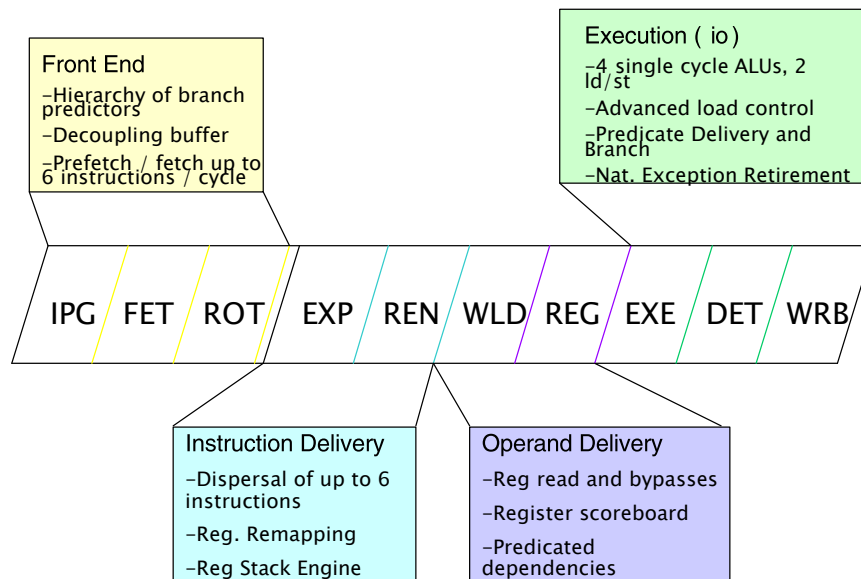 Front End
–Hierarchy of branch
predictors
–Decoupling buffer
–Prefetch / fetch up to
6 instructions / cycle
Execution ( io )
–4 single cycle ALUs, 2
ld/st
–Advanced load control
–Predicate Delivery and
Branch
–Nat. Exception Retirement
IPG FET ROT EXP REN WLD REG EXE DET WRB
Instruction Delivery
–Dispersal of up to 6
instructions
–Reg. Remapping
–Reg Stack Engine
Operand Delivery
–Reg read and bypasses
–Register scoreboard
–Predicated
dependencies